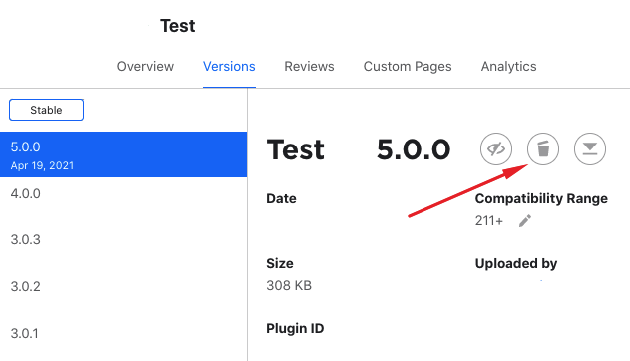 Test
Overview Versions Reviews Custom Pages Analytics
Stable
5.0.0
Apr 19, 2021
4.0.0
3.0.3
3.0.2
3.0.1
Test 5.0.0
Date
Compatibility Range
211+
Size
308 KB
Uploaded by
Plugin ID